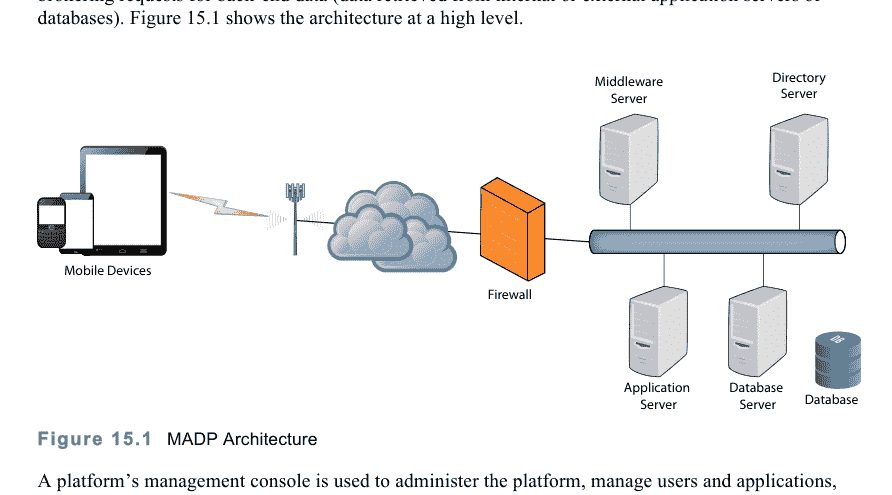 databases). Figure 15.1 shows the architecture at a high level.
Middleware
Server
Directory
Server
Mobile Devices
Firewall
Application
Server
Database
Server
Database
Figure 15.1 MADP Architecture
A platform’s management console is used to administer the platform, manage users and applications,